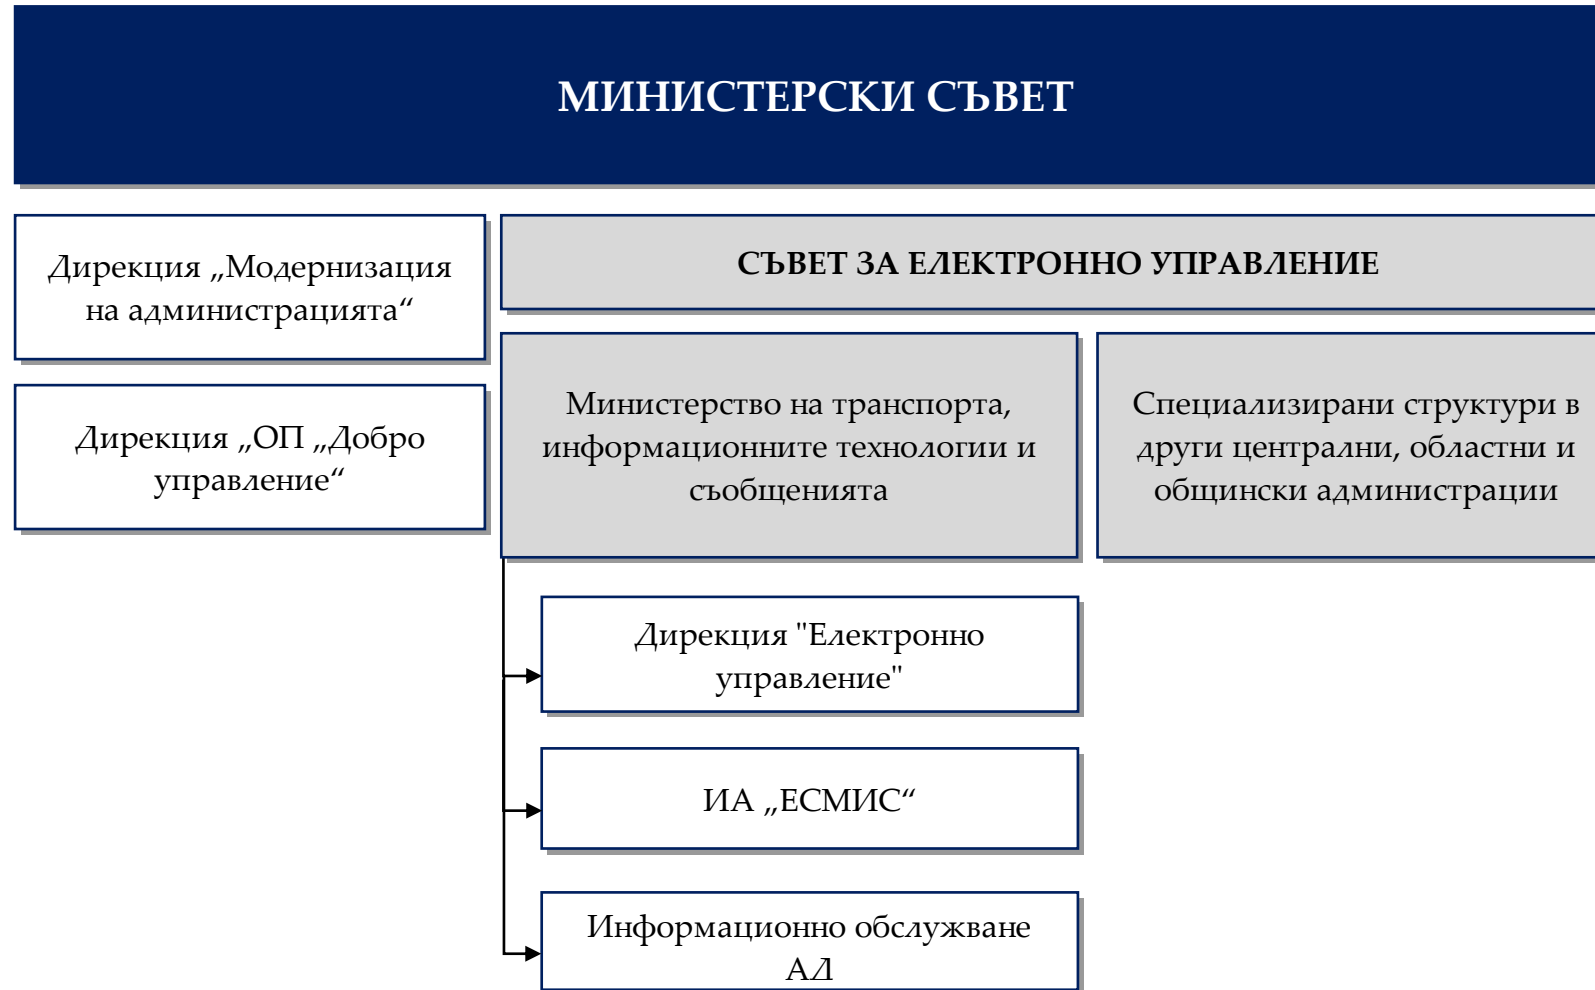 МИНИСТЕРСКИ СЪВЕТ
Дирекция „Модернизация
на администрацията“
СЪВЕТ ЗА ЕЛЕКТРОННО УПРАВЛЕНИЕ
Дирекция „ОП „Добро
управление“
Министерство на транспорта,
информационните технологии и
съобщенията
Специализирани структури в
други централни, областни и
общински администрации
Дирекция "Електронно
управление"
ИА „ЕСМИС“
Информационно обслужване
АД